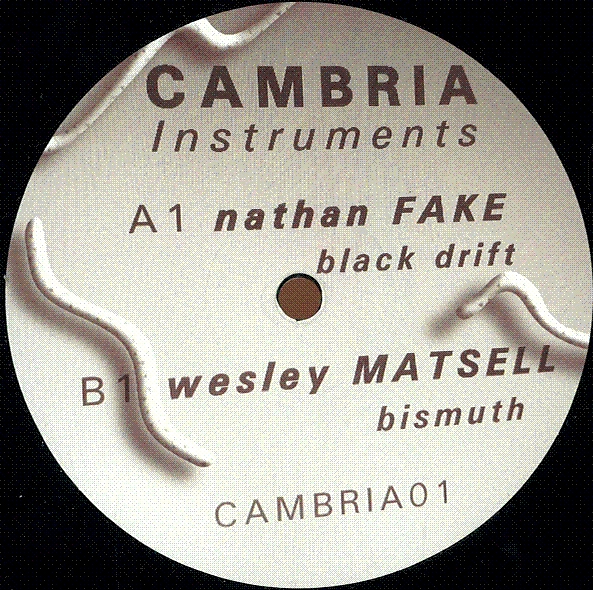 CAMBRIA
Instruments
A1 nathan FAKE
black drift
B1 wesley MATSELL
bismuth
CAMBRIA01